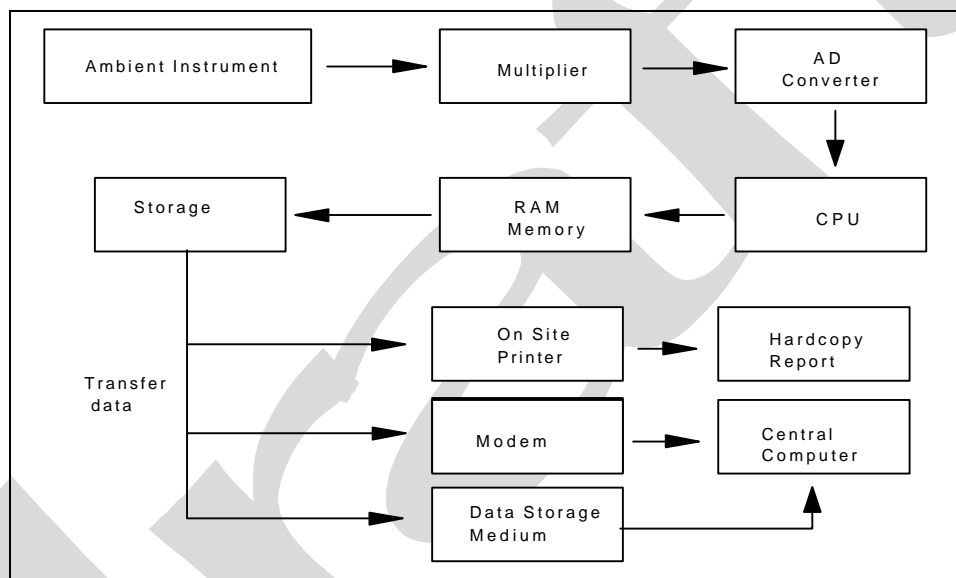 Ambient Instrument
Multiplier
AD
Converter
Storage
RAM
Memory
CPU
On Site
Printer
Hardcopy
Report
Transfer
data
Modem
Central
Computer
Data Storage
Medium